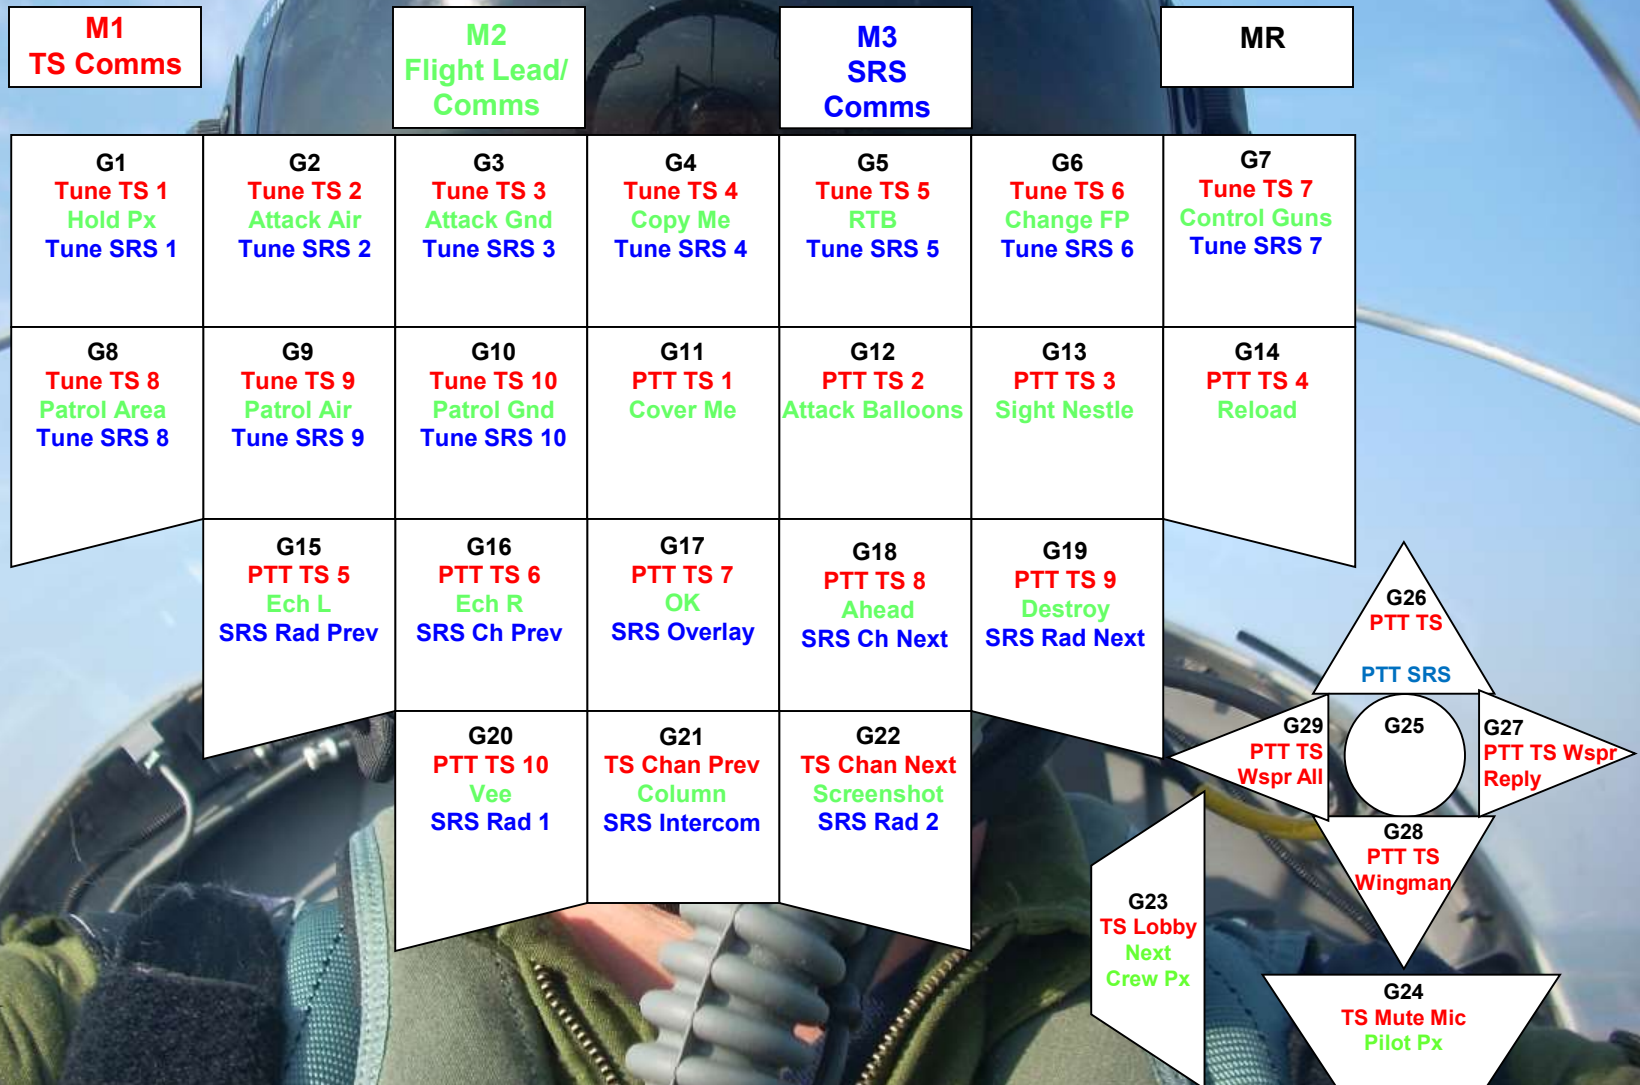 M1
TS Comms
M2
Flight Lead/
Comms
M3
SRS
Comms
MR
G1
Tune TS 1
Hold Px
Tune SRS 1
G2
Tune TS 2
Attack Air
Tune SRS 2
G3
Tune TS 3
Attack Gnd
Tune SRS 3
G4
Tune TS 4
Copy Me
Tune SRS 4
G5
Tune TS 5
RTB
Tune SRS 5
G6
Tune TS 6
Change FP
Tune SRS 6
G7
Tune TS 7
Control Guns
Tune SRS 7
G8
Tune TS 8
Patrol Area
Tune SRS 8
G9
Tune TS 9
Patrol Air
Tune SRS 9
G10
Tune TS 10
Patrol Gnd
Tune SRS 10
G11
PTT TS 1
Cover Me
G12
PTT TS 2
Attack Balloons
G13
PTT TS 3
Sight Nestle
G14
PTT TS 4
Reload
G15
PTT TS 5
Ech L
SRS Rad Prev
G16
PTT TS 6
Ech R
SRS Ch Prev
G17
PTT TS 7
OK
SRS Overlay
G18
PTT TS 8
Ahead
SRS Ch Next
G19
PTT TS 9
Destroy
SRS Rad Next
G20
PTT TS 10
Vee
SRS Rad 1
G21
TS Chan Prev
Column
SRS Intercom
G22
TS Chan Next
Screenshot
SRS Rad 2
G26
PTT TS
PTT SRS
G29
PTT TS
Wspr All
G25
G27
PTT TS Wspr
Reply
G28
PTT TS
Wingman
G23
TS Lobby
Next
Crew Px
G24
TS Mute Mic
Pilot Px